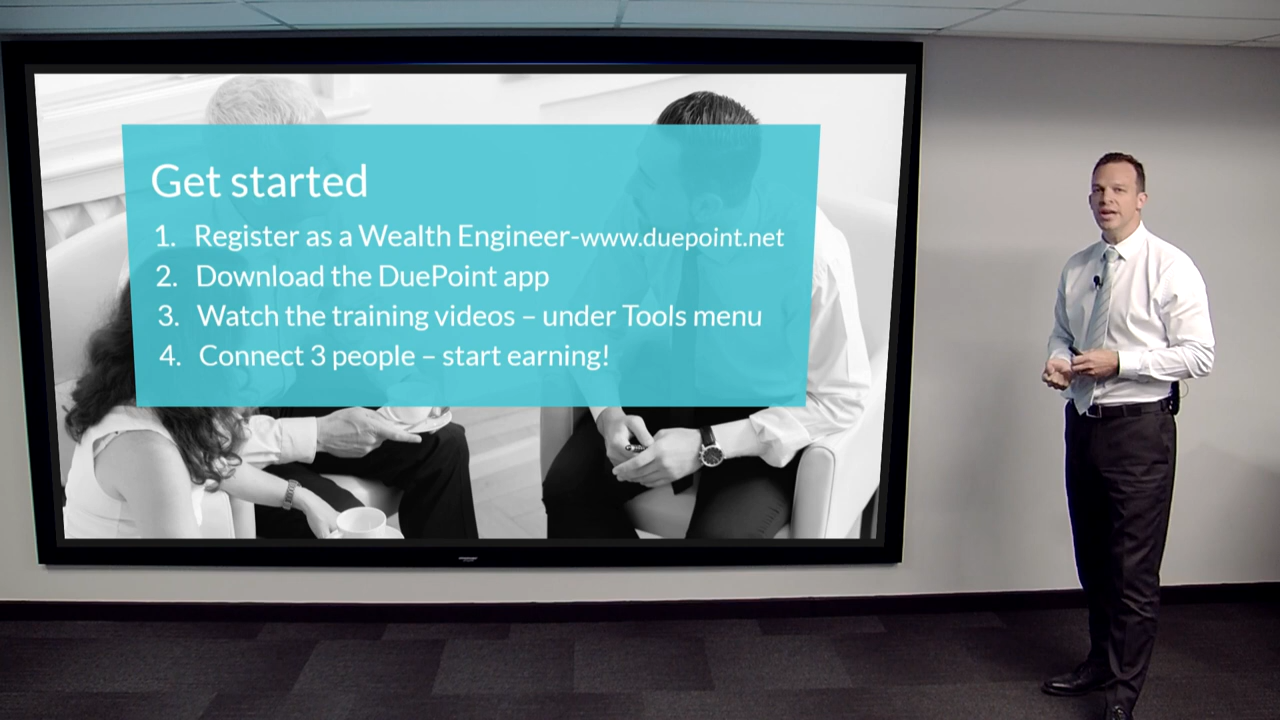 Get started
1. Register as a Wealth Engineer-www.duepoint.net
2. Download the DuePoint app
3. Watch the training videos – under Tools menu
4. Connect 3 people – start earning!